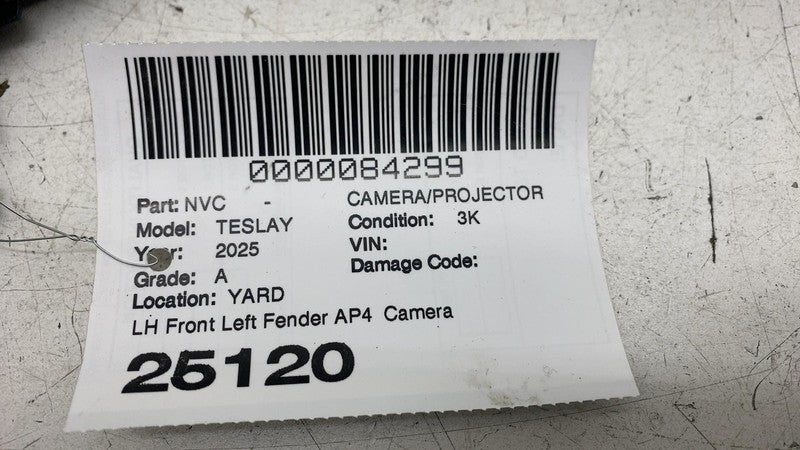 0000084299
Part: NVC - CAMERA/PROJECTOR
Model: TESLAY Condition: 3K
Year: 2025 VIN:
Grade: A Damage Code:
Location: YARD
LH Front Left Fender AP4 Camera
25120